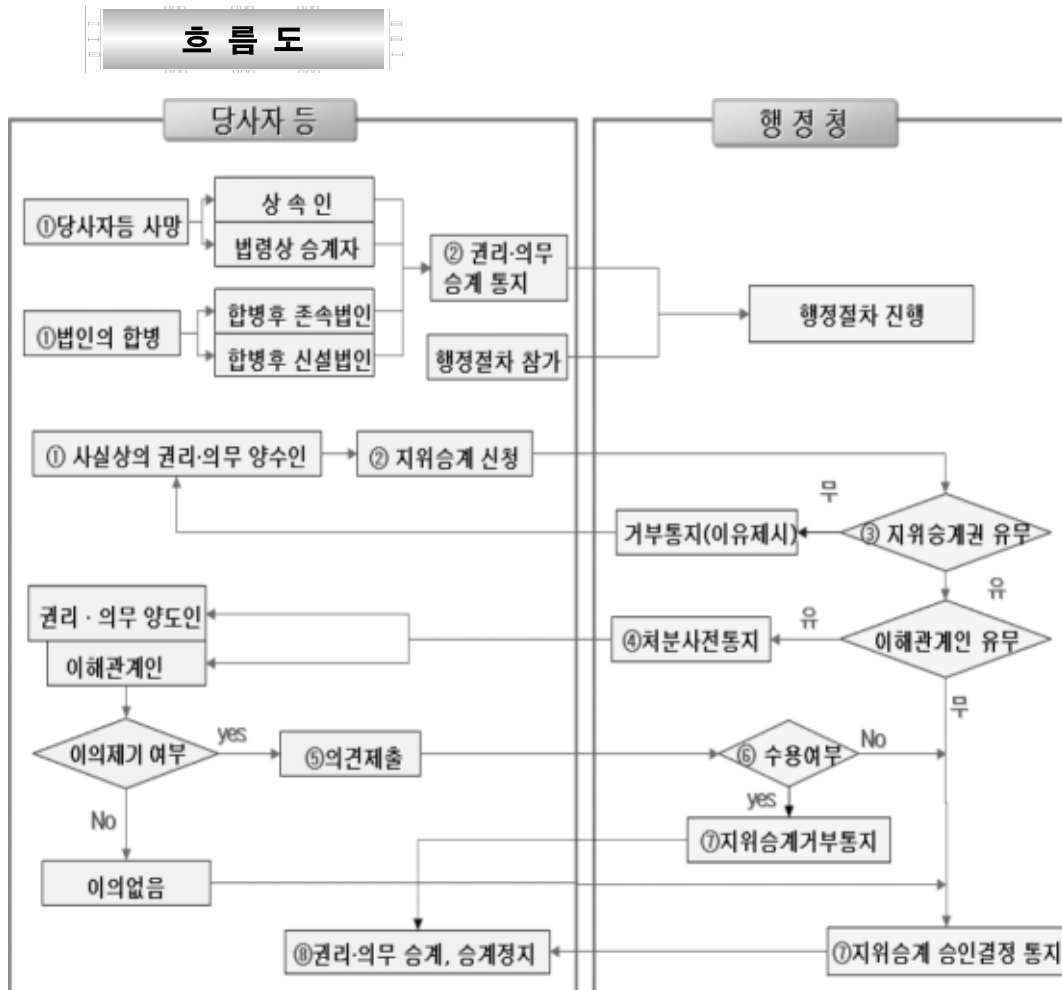 흐 름 도
당사자 등
행 정 청
①당사자등 사망
상 속 인
법령상 승계자
② 권리·의무
승계 통지
①법인의 합병
합병후 존속법인
합병후 신설법인
행정절차 참가
행정절차 진행
① 사실상의 권리·의무 양수인
② 지위승계 신청
무
거부통지(이유제시)
③ 지위승계권 유무
유
권리 · 의무 양도인
이해관계인
유
④처분사전통지
이해관계인 유무
무
이의제기 여부
yes
⑤의견제출
⑥ 수용여부
No
yes
No
⑦지위승계거부통지
이의없음
⑧권리·의무 승계, 승계정지
⑦지위승계 승인결정 통지